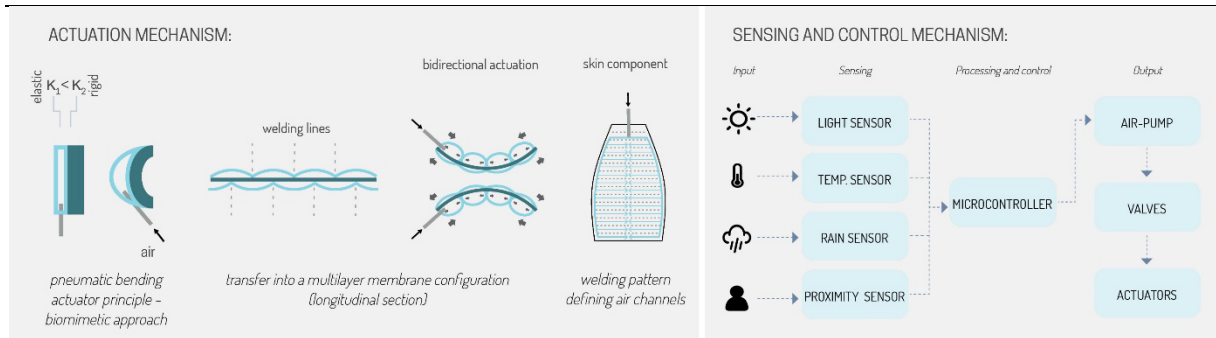 ACTUATION MECHANISM:
elastic K₁ < K₂ rigid
air
pneumatic bending
actuator principle –
biomimetic approach
welding lines
bidirectional actuation
transfer into a multilayer membrane configuration
(longitudinal section)
skin component
welding pattern
defining air channels
SENSING AND CONTROL MECHANISM:
Input
Sensing
Processing and control
Output
LIGHT SENSOR
TEMP. SENSOR
RAIN SENSOR
PROXIMITY SENSOR
MICROCONTROLLER
AIR-PUMP
VALVES
ACTUATORS